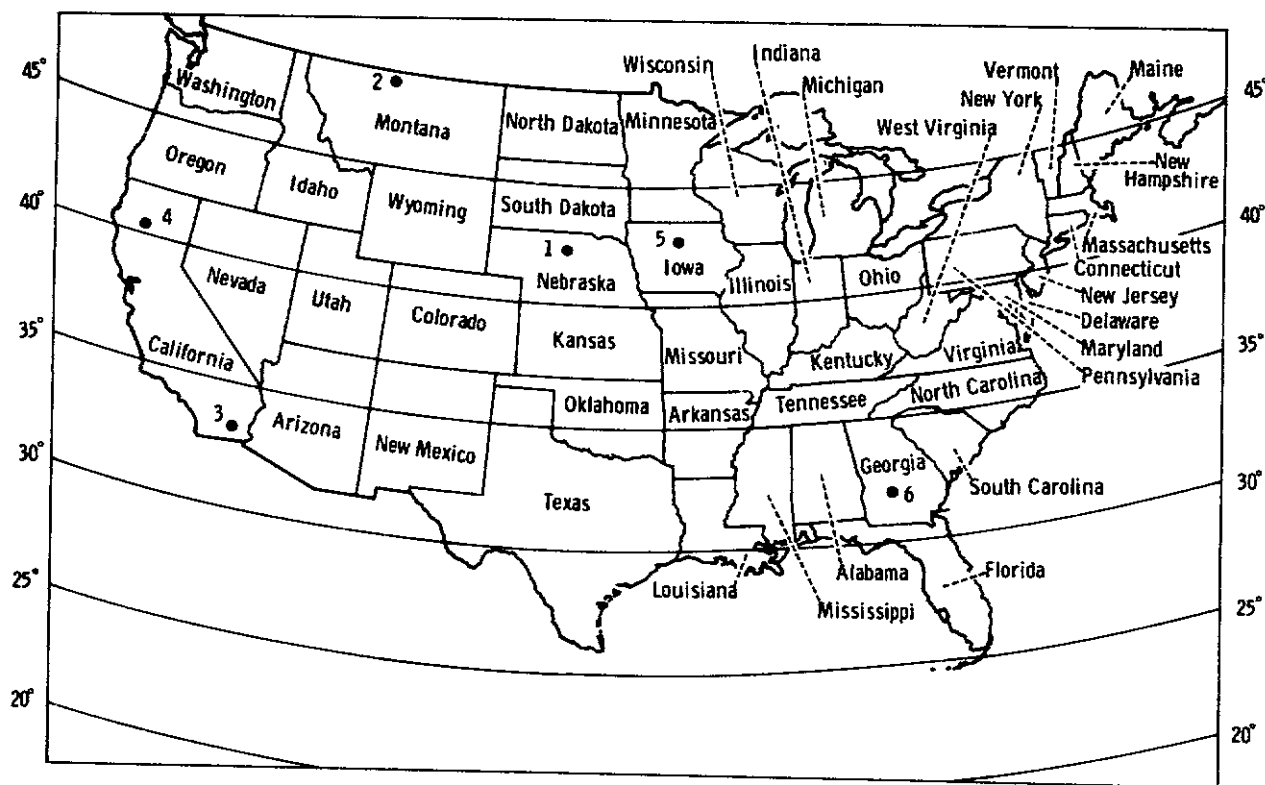 Indiana
Wisconsin
Michigan
Vermont
Maine
New York
West Virginia
45°
45°
Washington
2
Montana
North Dakota
Minnesota
New
Hampshire
Oregon
Idaho
Wyoming
South Dakota
40°
40°
4
1
Nebraska
5
Iowa
Illinois
Ohio
Massachusetts
Connecticut
New Jersey
Delaware
Maryland
Pennsylvania
Nevada
Utah
Colorado
Kansas
Missouri
Kentucky
Virginia
35°
35°
California
North Carolina
Tennessee
Oklahoma
Arkansas
3
Arizona
New Mexico
30°
30°
Texas
Georgia
6
South Carolina
Louisiana
Alabama
Florida
Mississippi
25°
25°
20°
20°